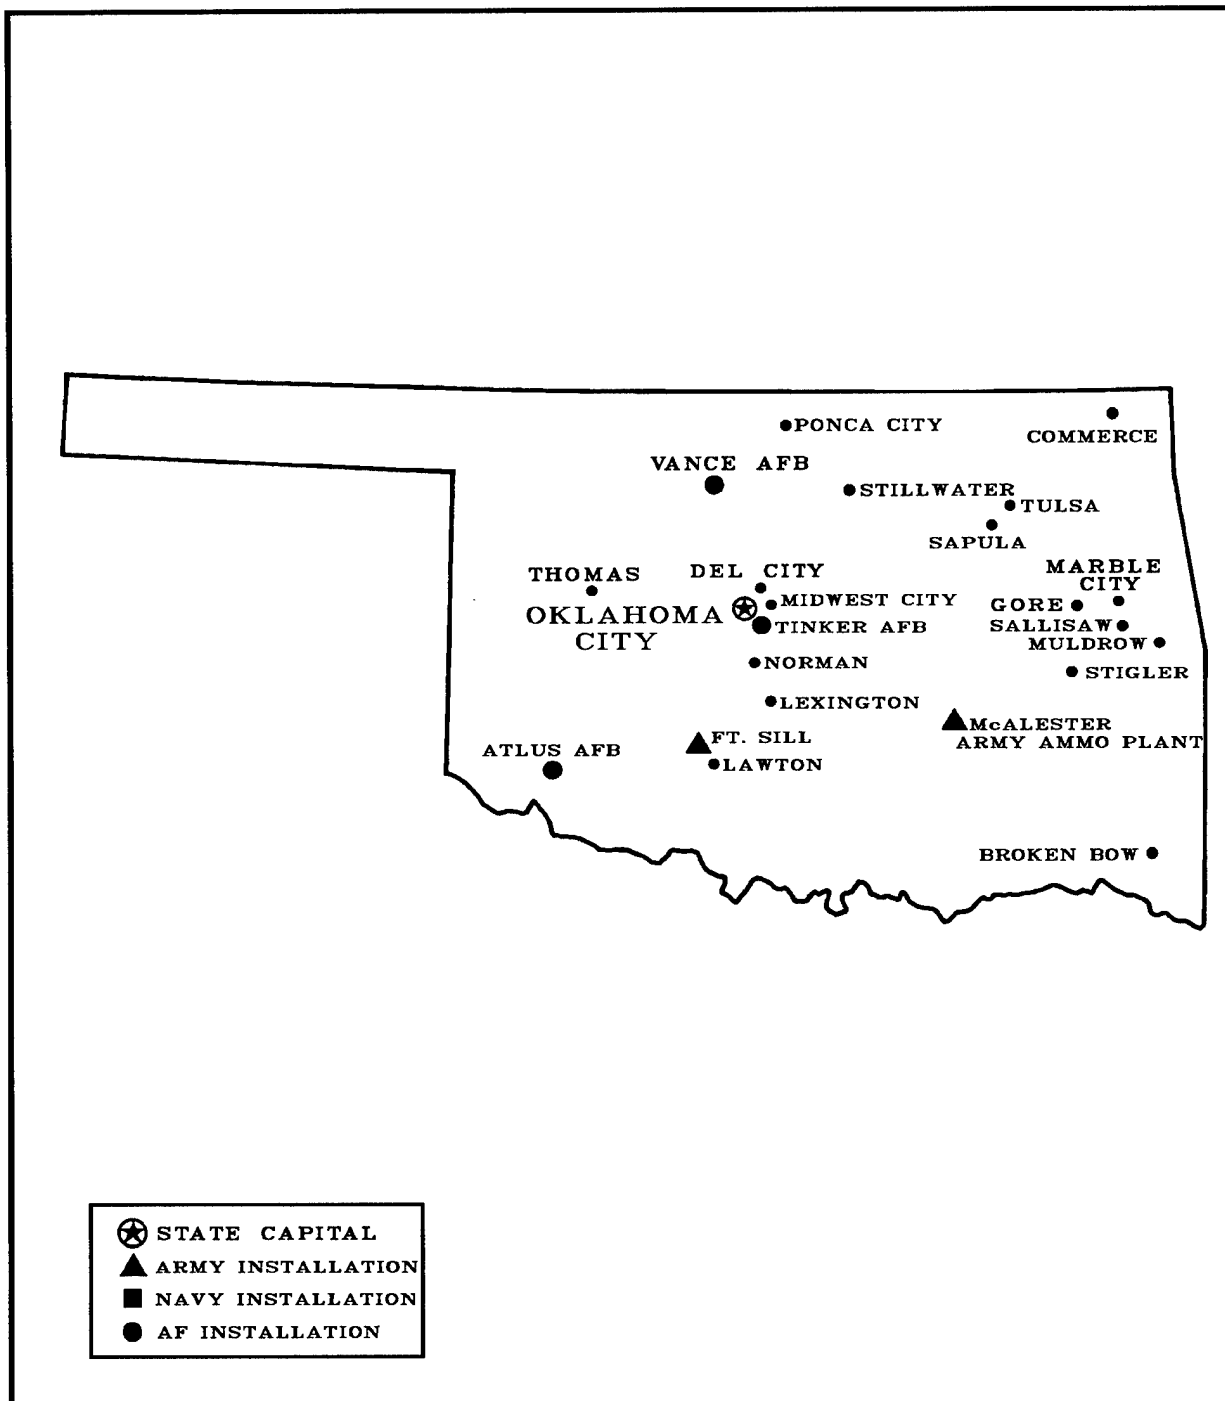 PONCA CITY
COMMERCE
VANCE AFB
STILLWATER
TULSA
SAPULA
THOMAS
DEL CITY
MARBLE
CITY
OKLAHOMA
CITY
MIDWEST CITY
GORE
TINKER AFB
SALLISAW
MULDROW
NORMAN
STIGLER
LEXINGTON
McALESTER
ARMY AMMO PLANT
FT. SILL
ATLUS AFB
LAWTON
BROKEN BOW
STATE CAPITAL
ARMY INSTALLATION
NAVY INSTALLATION
AF INSTALLATION